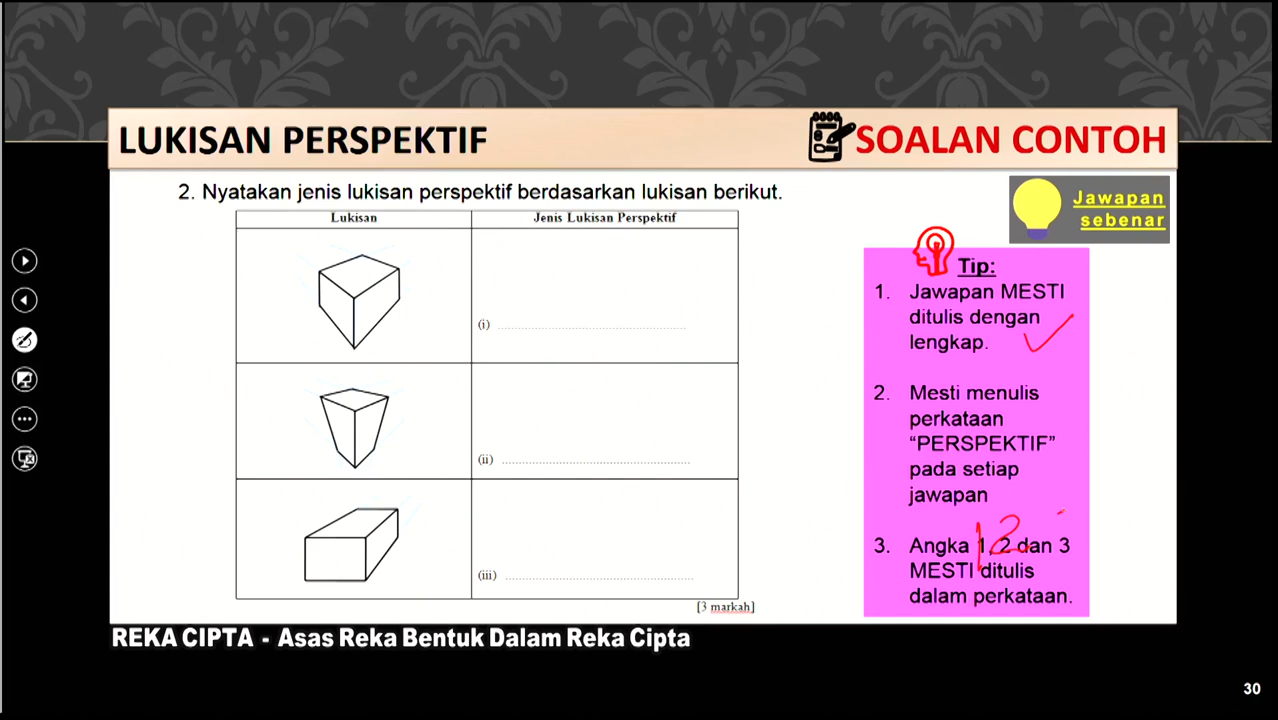 LUKISAN PERSPEKTIF
SOALAN CONTOH
2. Nyatakan jenis lukisan perspektif berdasarkan lukisan berikut.
Jawapan
sebenar
Lukisan
Jenis Lukisan Perspektif
(i) ................................................
(ii) ................................................
(iii) ................................................
[3 markah]
Tip:
1. Jawapan MESTI
ditulis dengan
lengkap.
2. Mesti menulis
perkataan
“PERSPEKTIF”
pada setiap
jawapan
3. Angka 1, 2 dan 3
MESTI ditulis
dalam perkataan.
12
REKA CIPTA - Asas Reka Bentuk Dalam Reka Cipta
30